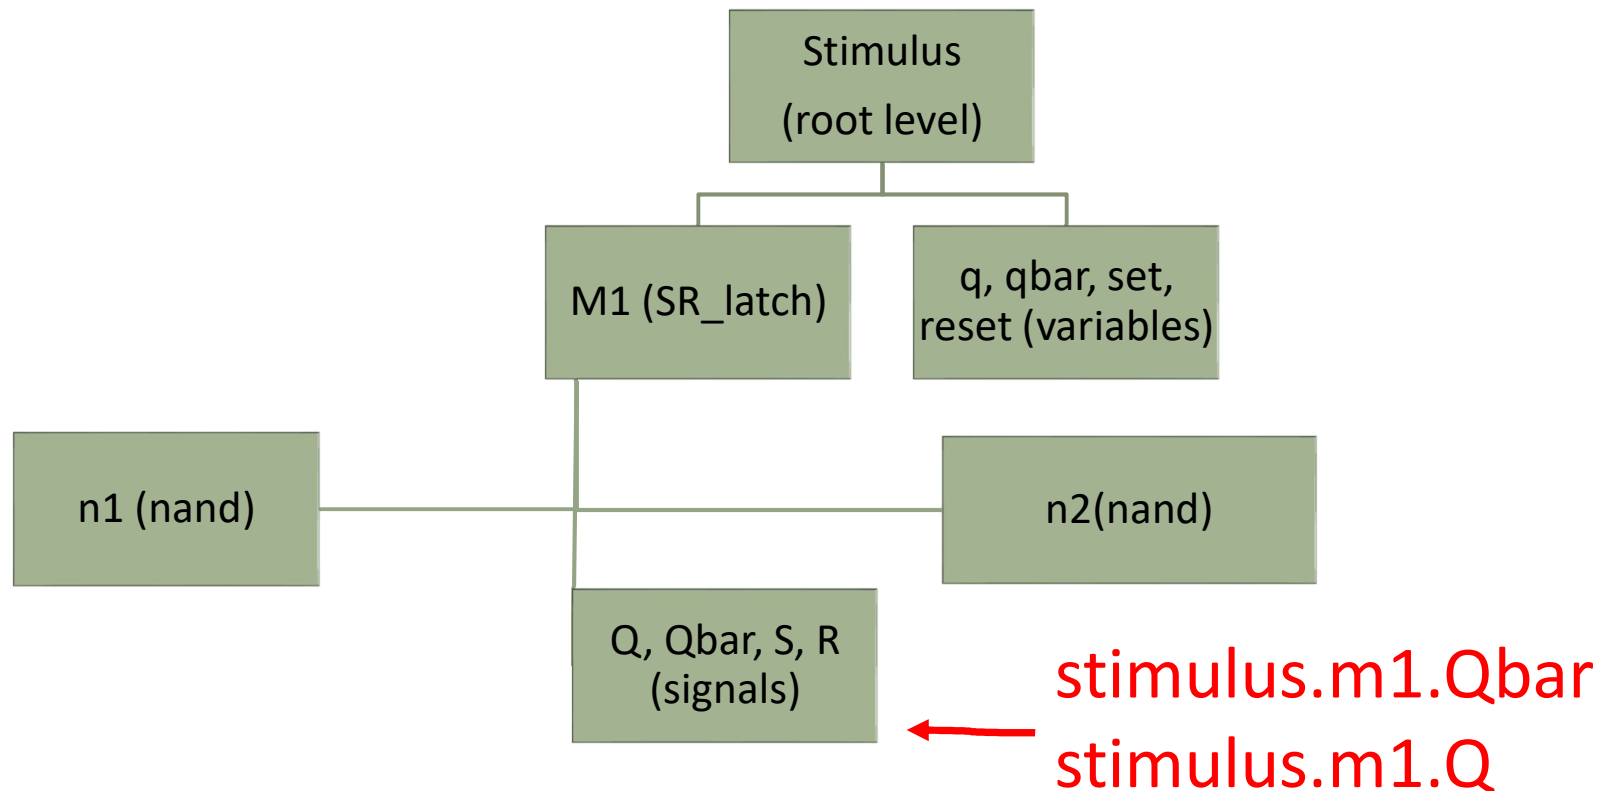 Stimulus
(root level)
M1 (SR_latch)
q, qbar, set,
reset (variables)
n1 (nand)
n2(nand)
Q, Qbar, S, R
(signals)
stimulus.m1.Qbar
stimulus.m1.Q